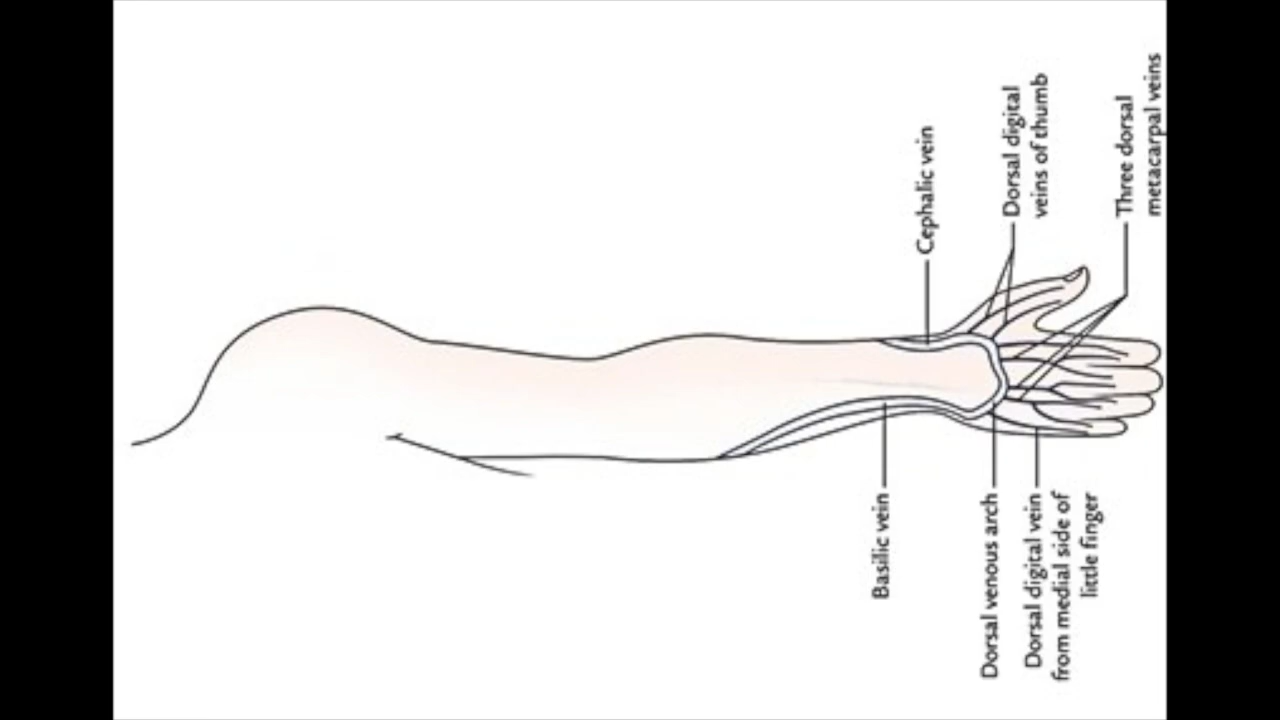 Cephalic vein
Dorsal digital
veins of thumb
Three dorsal
metacarpal veins
Basilic vein
Dorsal venous arch
Dorsal digital vein
from medial side of
little finger